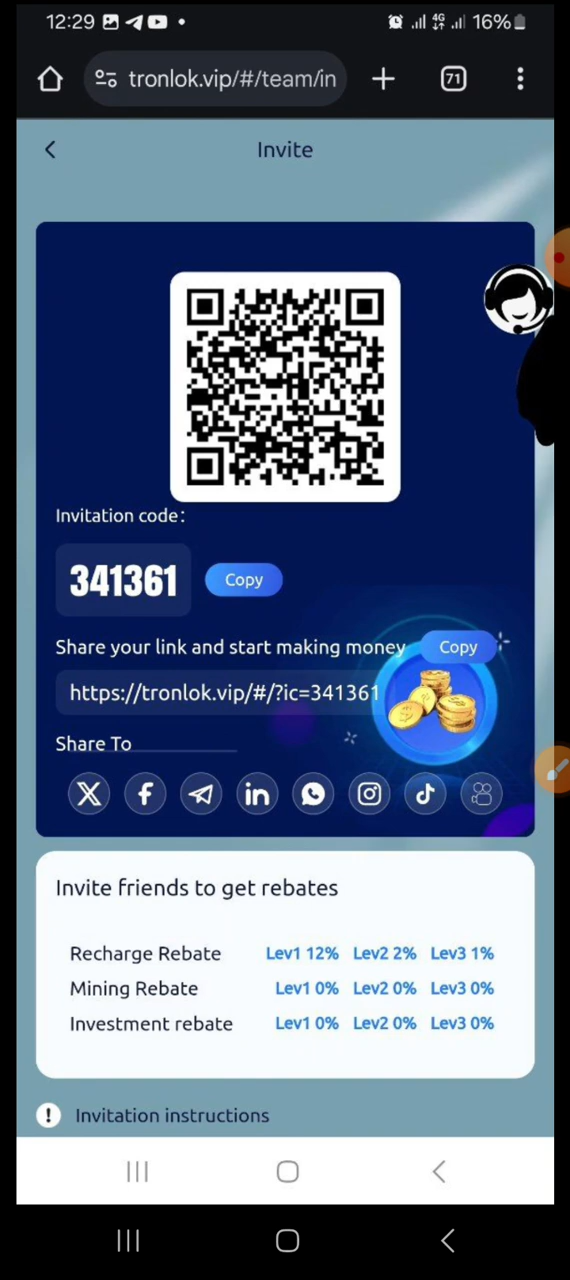 12:29
4G
16%
tronlok.vip/#/team/in
71
Invite
Invitation code:
341361 Copy
Share your link and start making money Copy
https://tronlok.vip/#/?ic=341361
Share To
Invite friends to get rebates
Recharge Rebate Lev1 12% Lev2 2% Lev3 1%
Mining Rebate Lev1 0% Lev2 0% Lev3 0%
Investment rebate Lev1 0% Lev2 0% Lev3 0%
! Invitation instructions